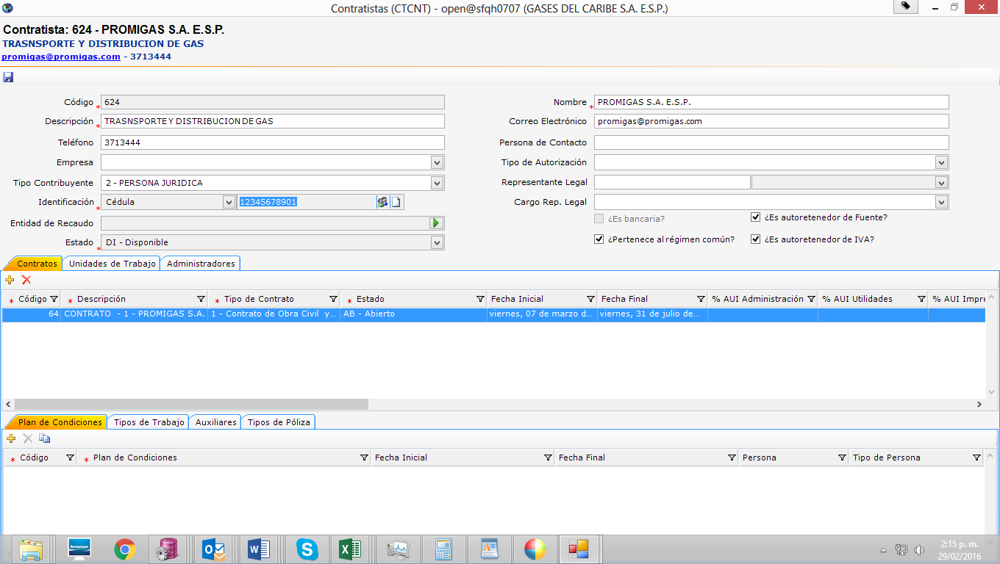 Contratistas (CTCNT) - open@sfqh0707 (GASES DEL CARIBE S.A. E.S.P.)
Contratista: 624 - PROMIGAS S.A. E.S.P.
TRASNSPORTE Y DISTRIBUCION DE GAS
promigas@promigas.com - 3713444
Código * 624
Nombre * PROMIGAS S.A. E.S.P.
Descripción * TRASNSPORTE Y DISTRIBUCION DE GAS
Correo Electrónico promigas@promigas.com
Teléfono 3713444
Persona de Contacto
Empresa
Tipo de Autorización
Tipo Contribuyente 2 - PERSONA JURIDICA
Representante Legal
Identificación * Cédula 12345678901
Cargo Rep. Legal
Entidad de Recaudo
¿Es bancaria? ¿Es autoretenedor de Fuente?
Estado * DI - Disponible
¿Pertenece al régimen común? ¿Es autoretenedor de IVA?
Contratos Unidades de Trabajo Administradores
* Código * Descripción * Tipo de Contrato * Estado Fecha Inicial Fecha Final % AUI Administración % AUI Utilidades % AUI Impre
64 CONTRATO - 1 - PROMIGAS S.A. 1 - Contrato de Obra Civil y... AB - Abierto viernes, 07 de marzo d... viernes, 31 de julio de...
Plan de Condiciones Tipos de Trabajo Auxiliares Tipos de Póliza
* Código * Plan de Condiciones Fecha Inicial Fecha Final Persona Tipo de Persona
lenovo
2:15 p. m.
29/02/2016